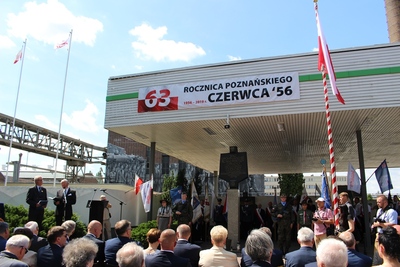 63 ROCZNICA POZNAŃSKIEGO
1956 - 2019 r. CZERWCA '56